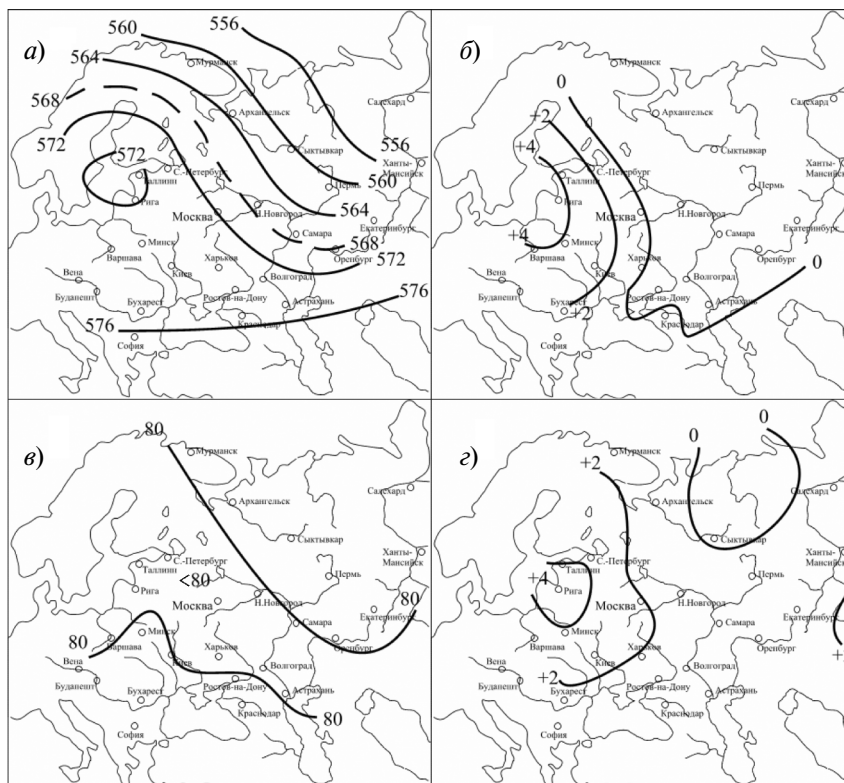 а)
560
556
564
Мурманск
568
Салехард
Архангельск
572
572
556
Сыктывкар
Ханты-
Мансийск
560
С.-Петербург
Таллинн
Пермь
Рига
Москва
Н.Новгород
564
Екатеринбург
Самара
Минск
568
Варшава
Оренбург
572
Харьков
Киев
Вена
Волгоград
Будапешт
Ростов-на-Дону
Астрахань
576
Бухарест
Краснодар
576
София
б)
0
Мурманск
Салехард
+2
Архангельск
+4
Сыктывкар
Ханты-
Мансийск
С.-Петербург
Таллинн
Пермь
Рига
Москва
Н.Новгород
Екатеринбург
+4
Самара
Минск
Варшава
Оренбург
0
Харьков
Киев
Вена
Волгоград
Будапешт
Ростов-на-Дону
Астрахань
Бухарест
+2
Краснодар
София
в)
80
Мурманск
Салехард
Архангельск
Сыктывкар
Ханты-
Мансийск
С.-Петербург
Таллинн
<80
Пермь
Рига
Москва
Н.Новгород
80
Екатеринбург
Самара
80
Минск
Варшава
Оренбург
Харьков
Киев
Вена
Волгоград
Будапешт
Ростов-на-Дону
Астрахань
Бухарест
Краснодар
80
София
г)
0
0
Мурманск
+2
Салехард
Архангельск
Сыктывкар
Ханты-
Мансийск
С.-Петербург
Таллинн
+4
Пермь
Рига
Москва
Н.Новгород
Екатеринбург
Самара
Минск
Варшава
Оренбург
Харьков
Киев
Вена
Волгоград
+2
Будапешт
Ростов-на-Дону
Астрахань
Бухарест
Краснодар
София